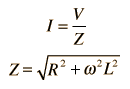 I = V/Z
Z = √(R² + ω²L²)